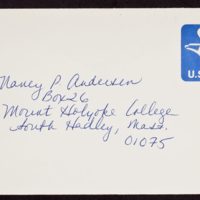 Nancy P Andersen
Box 26
Mount Holyoke College
South Hadley, Mass.
01075
U.S.